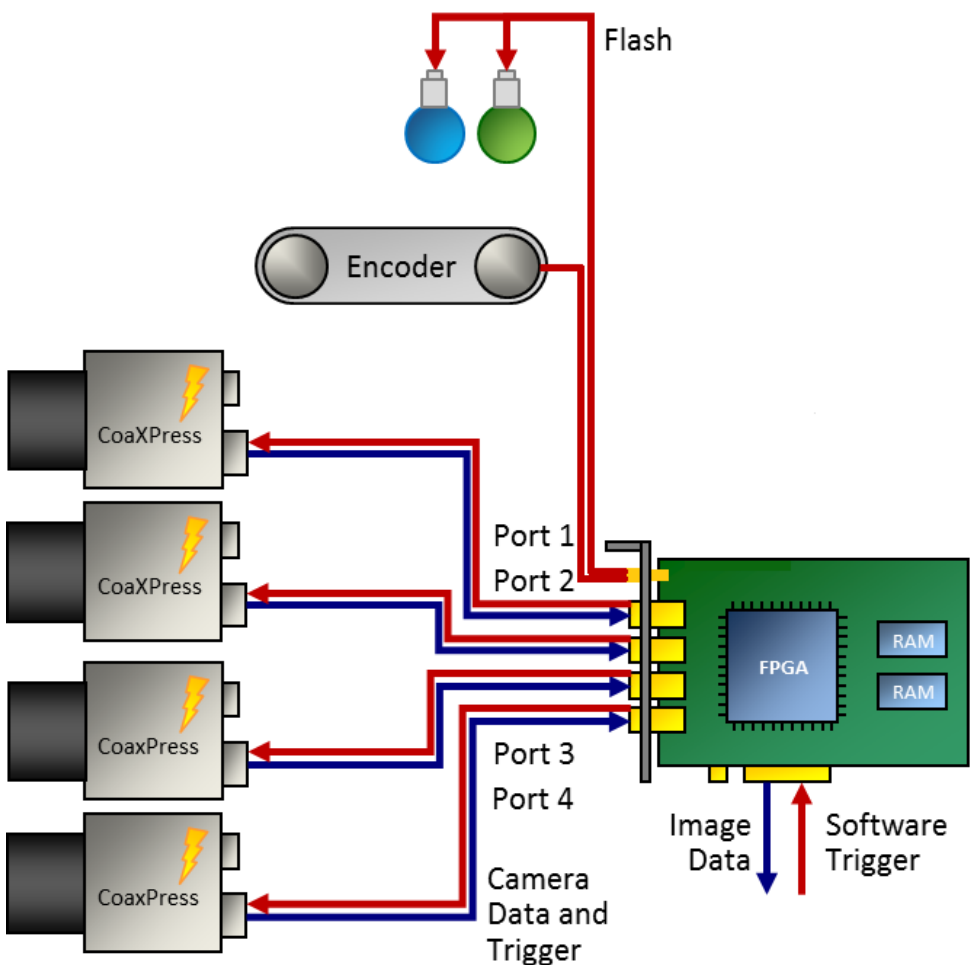 Flash
Encoder
CoaXPress
CoaXPress
CoaxPress
CoaxPress
Port 1
Port 2
Port 3
Port 4
Camera
Data and
Trigger
FPGA
RAM
RAM
Image
Data
Software
Trigger